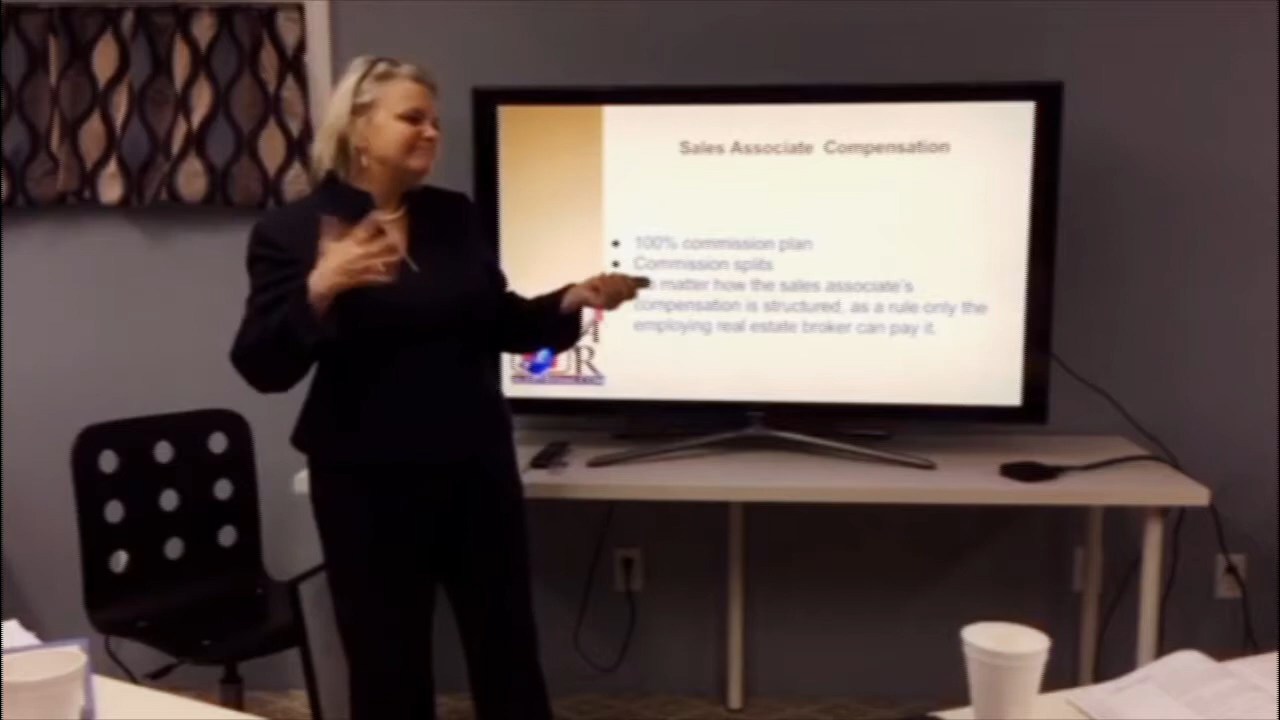 Sales Associate Compensation
100% commission plan
Commission splits
matter how the sales associate's
compensation is structured, as a rule only the
employing real estate broker can pay it.
R